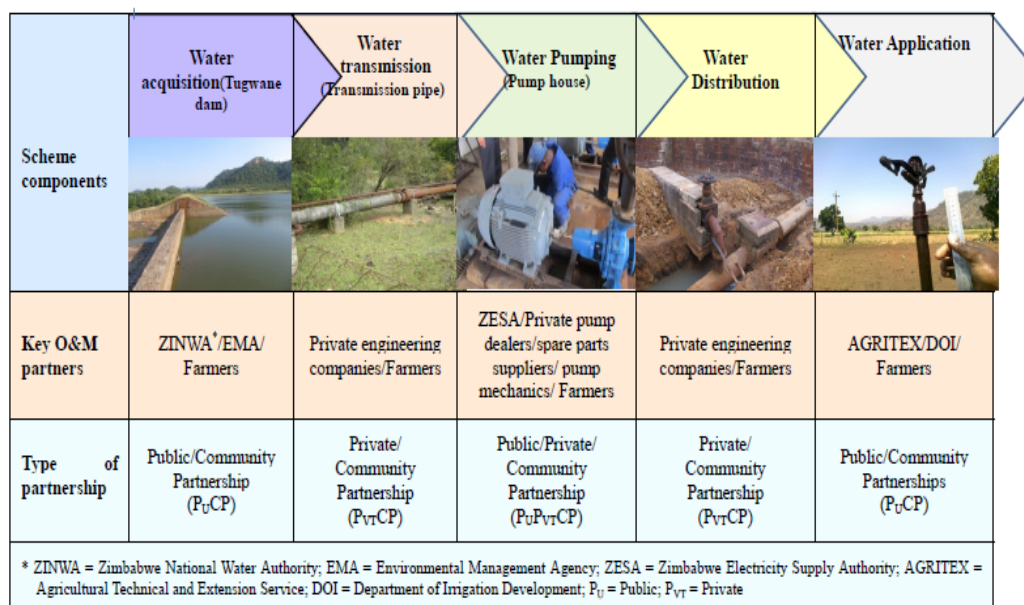 Water
acquisition(Tugwane
dam)
Water
transmission
(Transmission pipe)
Water Pumping
(Pump house)
Water
Distribution
Water Application
Scheme
components
Key O&M
partners
ZINWA*/EMA/
Farmers
Private engineering
companies/Farmers
ZESA/Private pump
dealers/spare parts
suppliers/ pump
mechanics/ Farmers
Private engineering
companies/Farmers
AGRITEX/DOI/
Farmers
Type of
partnership
Public/Community
Partnership
(PUCP)
Private/
Community
Partnership
(PVTCP)
Public/Private/
Community
Partnership
(PUPVTCP)
Private/
Community
Partnership
(PVTCP)
Public/Community
Partnerships
(PUCP)
* ZINWA = Zimbabwe National Water Authority; EMA = Environmental Management Agency; ZESA = Zimbabwe Electricity Supply Authority; AGRITEX =
Agricultural Technical and Extension Service; DOI = Department of Irrigation Development; PU = Public; PVT = Private